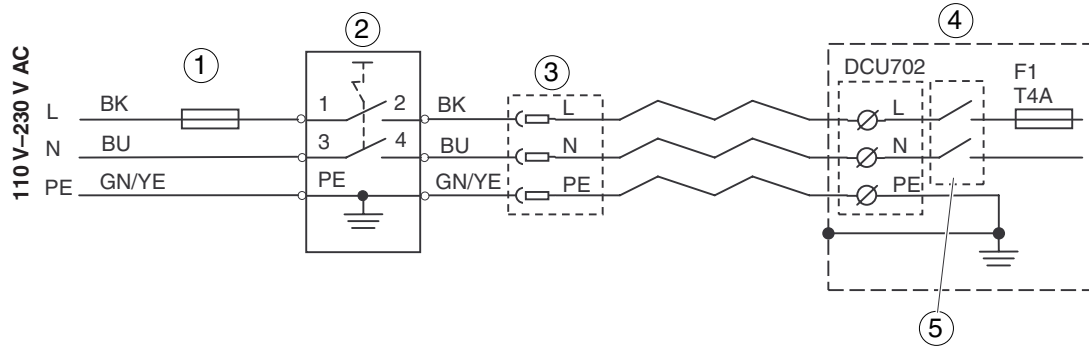 110 V–230 V AC
1
2
3
4
5
DCU702
F1
T4A
L BK 1 2 BK L L
N BU 3 4 BU N N
PE GN/YE PE GN/YE PE PE